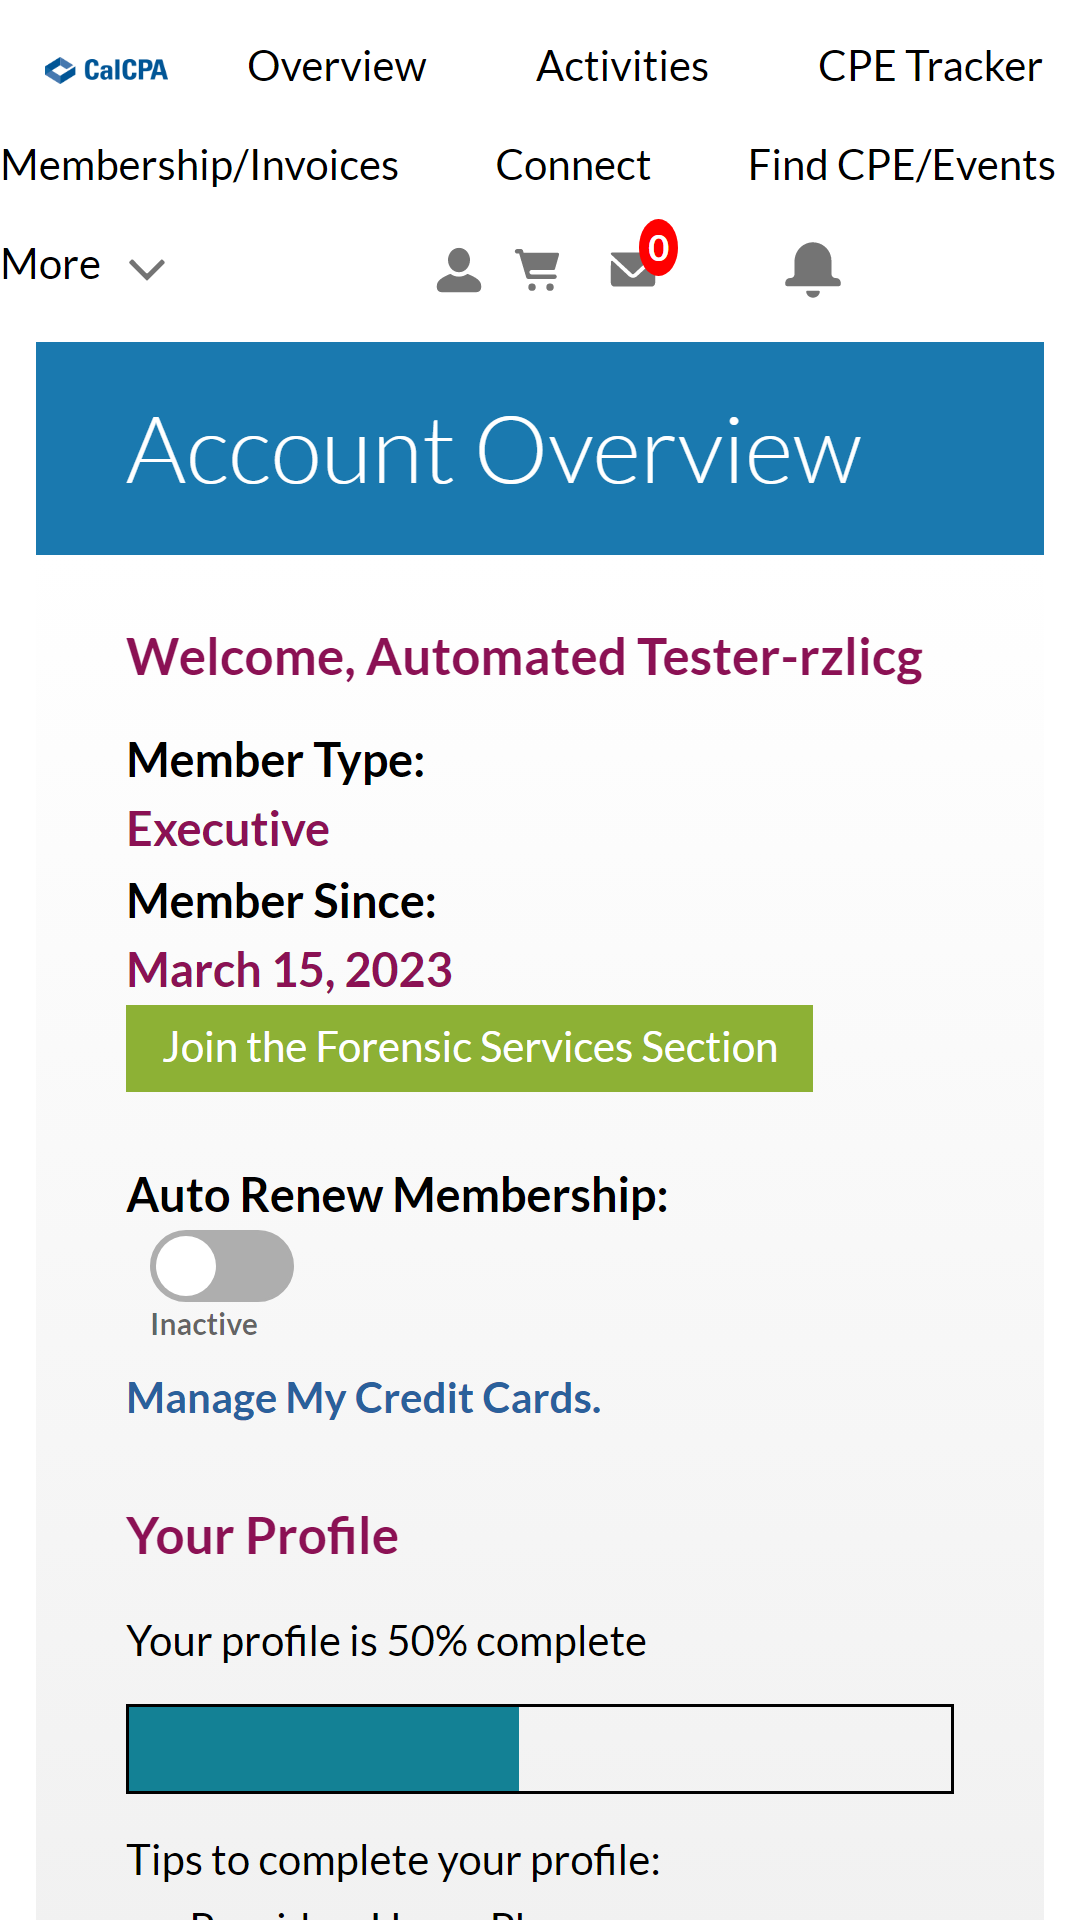 CalCPA Overview Activities CPE Tracker
Membership/Invoices Connect Find CPE/Events
More 0
Account Overview
Welcome, Automated Tester-rzlicg
Member Type:
Executive
Member Since:
March 15, 2023
Join the Forensic Services Section
Auto Renew Membership:
Inactive
Manage My Credit Cards.
Your Profile
Your profile is 50% complete
Tips to complete your profile: